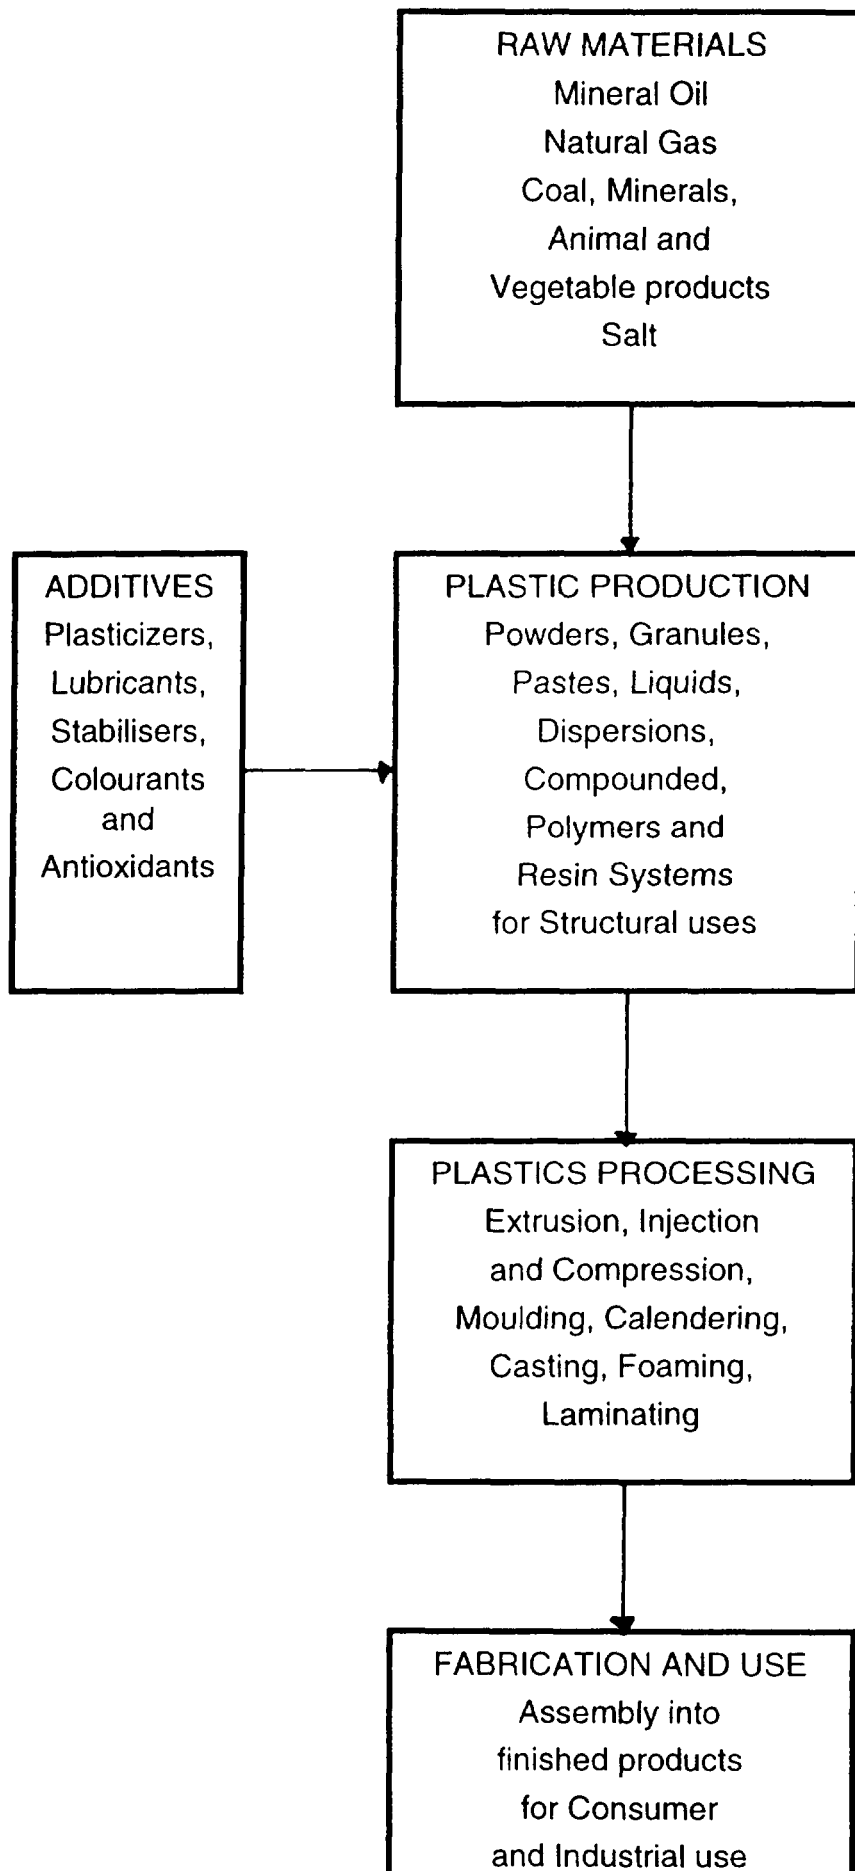 RAW MATERIALS
Mineral Oil
Natural Gas
Coal, Minerals,
Animal and
Vegetable products
Salt
ADDITIVES
Plasticizers,
Lubricants,
Stabilisers,
Colourants
and
Antioxidants
PLASTIC PRODUCTION
Powders, Granules,
Pastes, Liquids,
Dispersions,
Compounded,
Polymers and
Resin Systems
for Structural uses
PLASTICS PROCESSING
Extrusion, Injection
and Compression,
Moulding, Calendering,
Casting, Foaming,
Laminating
FABRICATION AND USE
Assembly into
finished products
for Consumer
and Industrial use